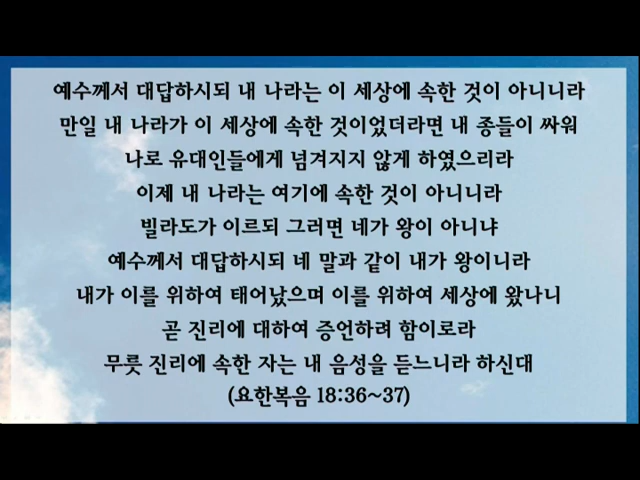 예수께서 대답하시되 내 나라는 이 세상에 속한 것이 아니니라
만일 내 나라가 이 세상에 속한 것이었더라면 내 종들이 싸워
나로 유대인들에게 넘겨지지 않게 하였으리라
이제 내 나라는 여기에 속한 것이 아니니라
빌라도가 이르되 그러면 네가 왕이 아니냐
예수께서 대답하시되 네 말과 같이 내가 왕이니라
내가 이를 위하여 태어났으며 이를 위하여 세상에 왔나니
곧 진리에 대하여 증언하려 함이로라
무릇 진리에 속한 자는 내 음성을 듣느니라 하신대
(요한복음 18:36~37)